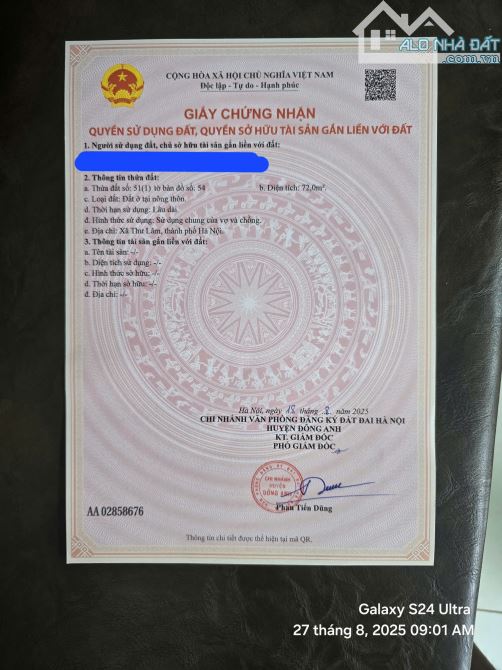 ALO NHÀ ĐẤT
.com.vn
CỘNG HÒA XÃ HỘI CHỦ NGHĨA VIỆT NAM
Độc lập - Tự do - Hạnh phúc
GIẤY CHỨNG NHẬN
QUYỀN SỬ DỤNG ĐẤT, QUYỀN SỞ HỮU TÀI SẢN GẮN LIỀN VỚI ĐẤT
1. Người sử dụng đất, chủ sở hữu tài sản gắn liền với đất:
2. Thông tin thửa đất:
a. Thửa đất số: 51(1) tờ bản đồ số: 54 b. Diện tích: 72,0m².
c. Loại đất: Đất ở tại nông thôn.
d. Thời hạn sử dụng: Lâu dài.
đ. Hình thức sử dụng: Sử dụng chung của vợ và chồng.
e. Địa chỉ: Xã Thư Lâm, thành phố Hà Nội.
3. Thông tin tài sản gắn liền với đất:
a. Tên tài sản: -/-
b. Diện tích sử dụng: -/-
c. Hình thức sở hữu: -/-
d. Thời hạn sở hữu: -/-
đ. Địa chỉ: -/-
Hà Nội, ngày 18 tháng 8 năm 2025
CHI NHÁNH VĂN PHÒNG ĐĂNG KÝ ĐẤT ĐAI HÀ NỘI
HUYỆN ĐÔNG ANH
KT. GIÁM ĐỐC
PHÓ GIÁM ĐỐC
CHI NHÁNH
HUYỆN
ĐÔNG ANH
Phan Tiến Dũng
AA 02858676
Thông tin chi tiết được thể hiện tại mã QR.
Galaxy S24 Ultra
27 tháng 8, 2025 09:01 AM